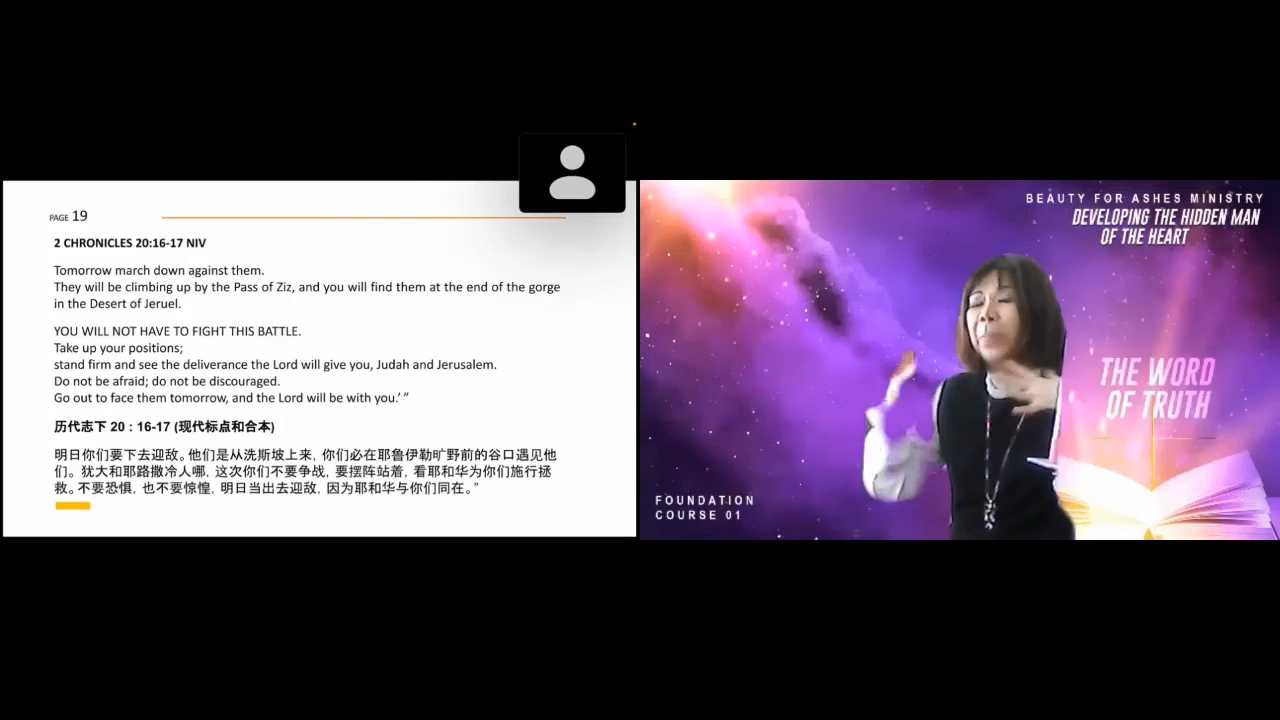 PAGE 19
2 CHRONICLES 20:16-17 NIV
Tomorrow march down against them.
They will be climbing up by the Pass of Ziz, and you will find them at the end of the gorge
in the Desert of Jeruel.
YOU WILL NOT HAVE TO FIGHT THIS BATTLE.
Take up your positions;
stand firm and see the deliverance the Lord will give you, Judah and Jerusalem.
Do not be afraid; do not be discouraged.
Go out to face them tomorrow, and the Lord will be with you.’ ”
历代志下 20：16-17 (现代标点和合本)
明日你们要下去迎敌。他们是从洗斯坡上来，你们必在耶鲁伊勒旷野前的谷口遇见他
们。犹大和耶路撒冷人哪，这次你们不要争战，要摆阵站着，看耶和华为你们施行拯
救。不要恐惧，也不要惊惶，明日当出去迎敌，因为耶和华与你们同在。”
BEAUTY FOR ASHES MINISTRY
DEVELOPING THE HIDDEN MAN
OF THE HEART
THE WORD
OF TRUTH
FOUNDATION
COURSE 01